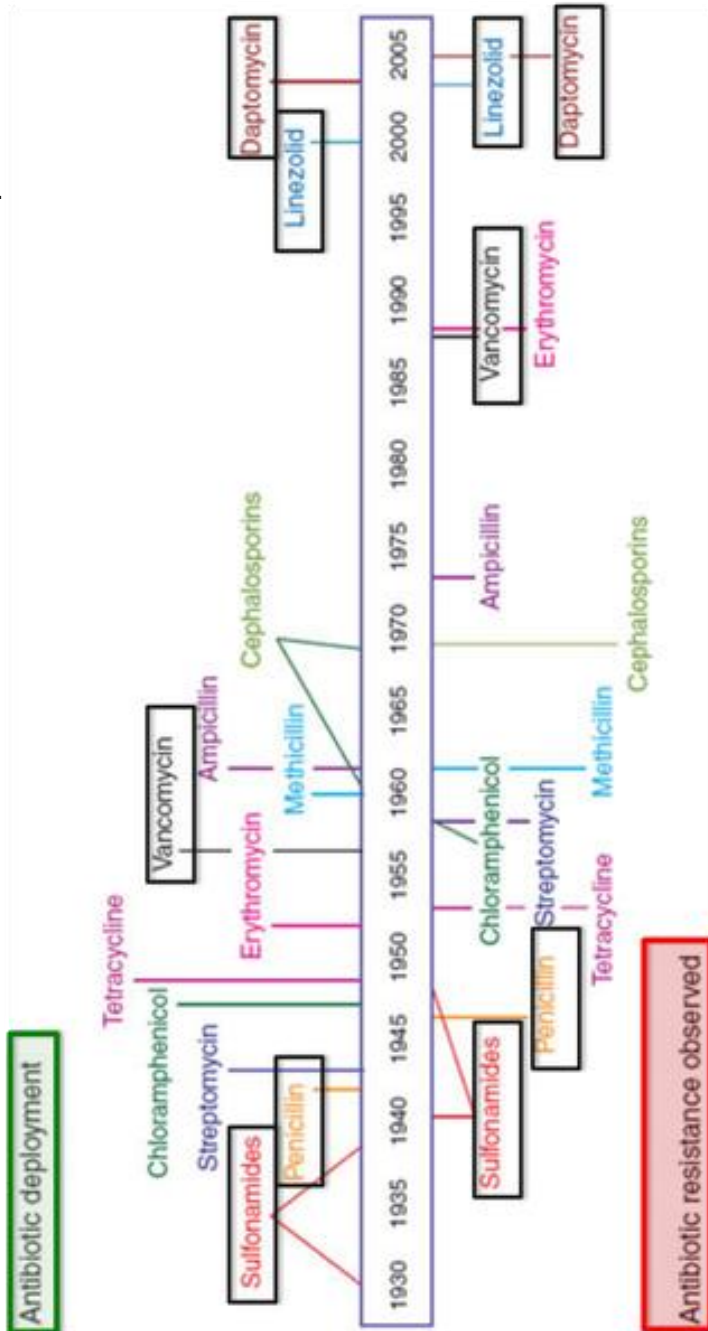 Antibiotic deployment
Tetracycline
Chloramphenicol
Vancomycin
Streptomycin
Ampicillin
Daptomycin
Sulfonamides
Erythromycin
Cephalosporins
Penicillin
Methicillin
Linezolid
1930 1935 1940 1945 1950 1955 1960 1965 1970 1975 1980 1985 1990 1995 2000 2005
Sulfonamides
Chloramphenicol
Ampicillin
Vancomycin
Linezolid
Penicillin
Streptomycin
Erythromycin
Daptomycin
Tetracycline
Methicillin
Cephalosporins
Antibiotic resistance observed